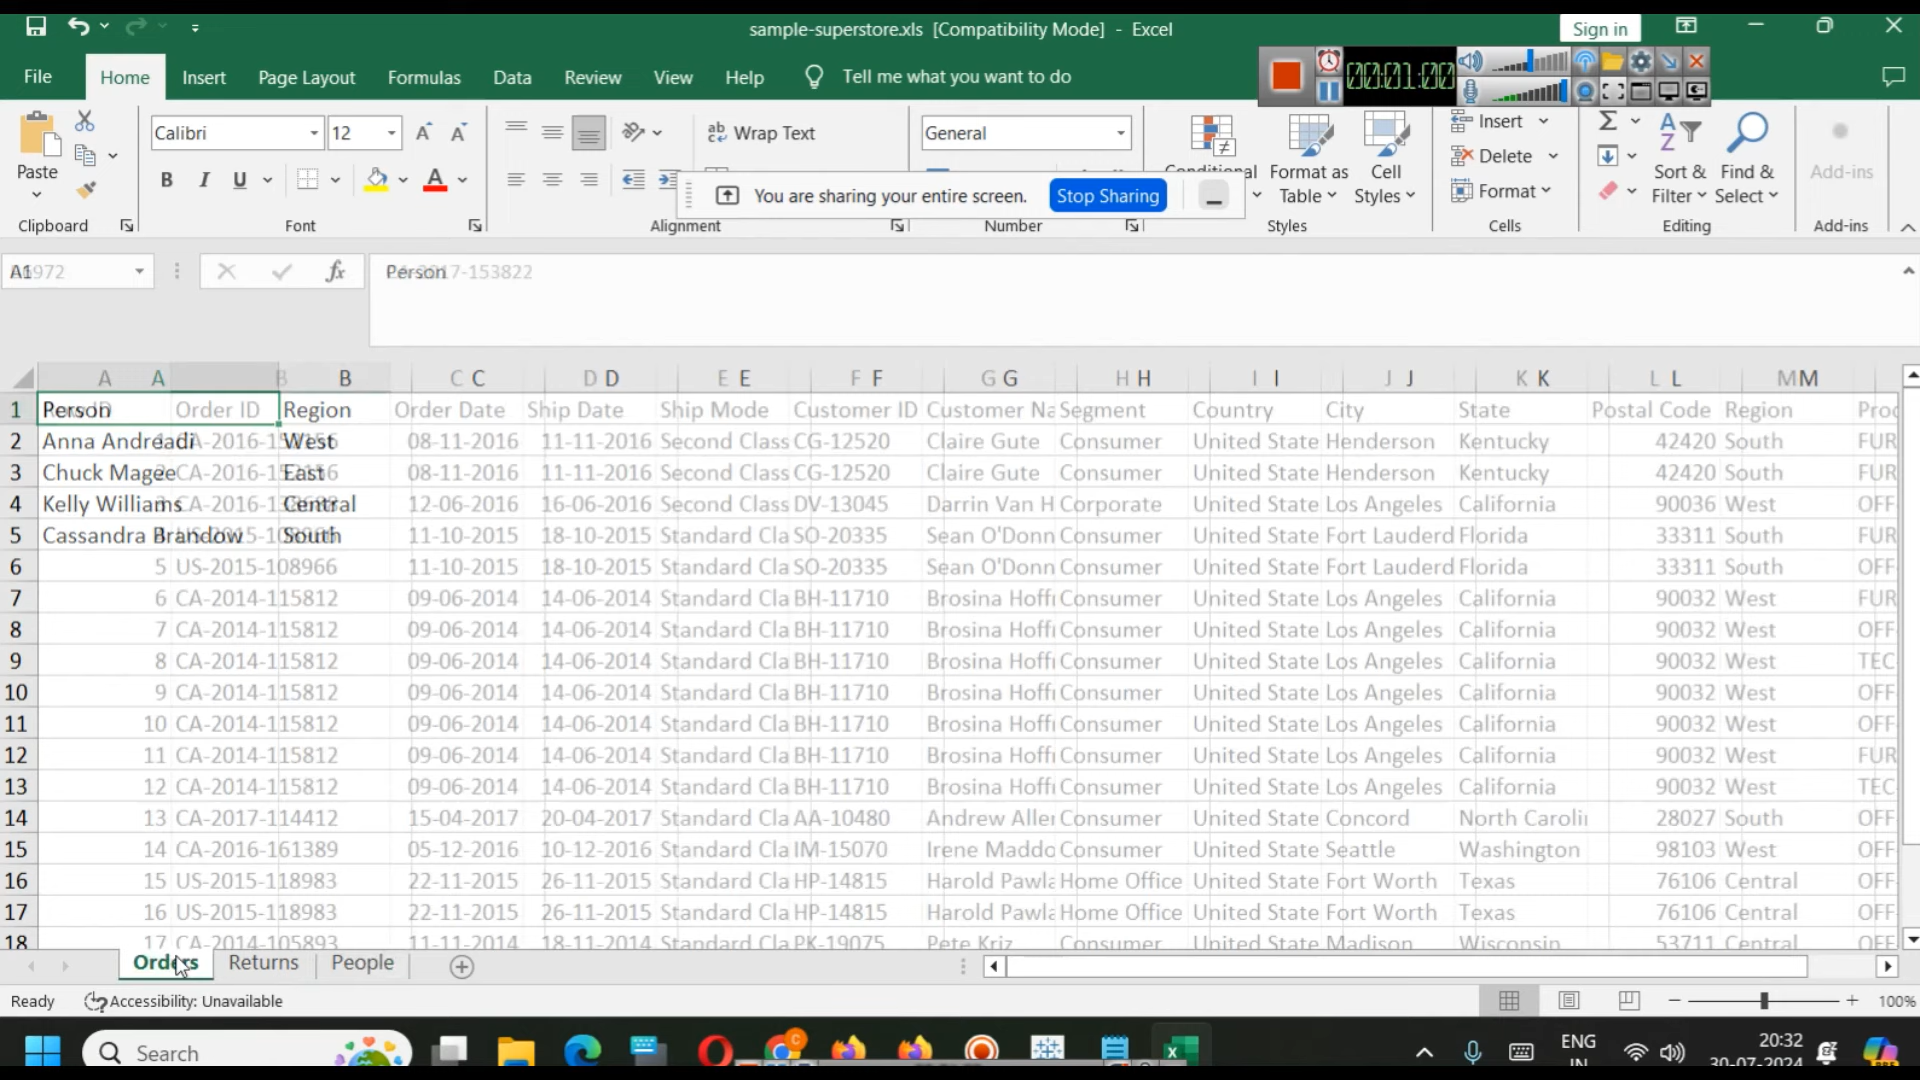 sample-superstore.xls [Compatibility Mode] - Excel
Sign in
File Home Insert Page Layout Formulas Data Review View Help Tell me what you want to do
00:01:00
Paste
Calibri 12
B I U
Wrap Text
General
Conditional
Format as Table
Cell Styles
Insert
Delete
Format
Sort & Filter
Find & Select
Add-ins
You are sharing your entire screen. Stop Sharing
Clipboard Font Alignment Number Styles Cells Editing Add-ins
A1 fx Person 2017-153822
A A B B C C D D E E F F G G H H I I J J K K L L M M
1 Person Order ID Region Order Date Ship Date Ship Mode Customer ID Customer Na Segment Country City State Postal Code Region Proc
2 Anna Andreadi CA-2016- West 08-11-2016 11-11-2016 Second Class CG-12520 Claire Gute Consumer United State Henderson Kentucky 42420 South FUR
3 Chuck Magee CA-2016- East 08-11-2016 11-11-2016 Second Class CG-12520 Claire Gute Consumer United State Henderson Kentucky 42420 South FUR
4 Kelly Williams CA-2016- Central 12-06-2016 16-06-2016 Second Class DV-13045 Darrin Van H Corporate United State Los Angeles California 90036 West OFF
5 Cassandra Brandow South 11-10-2015 18-10-2015 Standard Cla SO-20335 Sean O'Donn Consumer United State Fort Lauderd Florida 33311 South FUR
6 5 US-2015-108966 11-10-2015 18-10-2015 Standard Cla SO-20335 Sean O'Donn Consumer United State Fort Lauderd Florida 33311 South OFF
7 6 CA-2014-115812 09-06-2014 14-06-2014 Standard Cla BH-11710 Brosina Hoff Consumer United State Los Angeles California 90032 West FUR
8 7 CA-2014-115812 09-06-2014 14-06-2014 Standard Cla BH-11710 Brosina Hoff Consumer United State Los Angeles California 90032 West OFF
9 8 CA-2014-115812 09-06-2014 14-06-2014 Standard Cla BH-11710 Brosina Hoff Consumer United State Los Angeles California 90032 West TEC
10 9 CA-2014-115812 09-06-2014 14-06-2014 Standard Cla BH-11710 Brosina Hoff Consumer United State Los Angeles California 90032 West OFF
11 10 CA-2014-115812 09-06-2014 14-06-2014 Standard Cla BH-11710 Brosina Hoff Consumer United State Los Angeles California 90032 West OFF
12 11 CA-2014-115812 09-06-2014 14-06-2014 Standard Cla BH-11710 Brosina Hoff Consumer United State Los Angeles California 90032 West FUR
13 12 CA-2014-115812 09-06-2014 14-06-2014 Standard Cla BH-11710 Brosina Hoff Consumer United State Los Angeles California 90032 West TEC
14 13 CA-2017-114412 15-04-2017 20-04-2017 Standard Cla AA-10480 Andrew Aller Consumer United State Concord North Caroli 28027 South OFF
15 14 CA-2016-161389 05-12-2016 10-12-2016 Standard Cla IM-15070 Irene Maddo Consumer United State Seattle Washington 98103 West OFF
16 15 US-2015-118983 22-11-2015 26-11-2015 Standard Cla HP-14815 Harold Pawla Home Office United State Fort Worth Texas 76106 Central OFF
17 16 US-2015-118983 22-11-2015 26-11-2015 Standard Cla HP-14815 Harold Pawla Home Office United State Fort Worth Texas 76106 Central OFF
18 17 CA-2014-105893 11-11-2014 18-11-2014 Standard Cla PK-19075 Pete Kriz Consumer United State Madison Wisconsin 53711 Central OFF
Orders Returns People
Ready Accessibility: Unavailable 100%
Search
ENG IN
20:32
30-07-2024